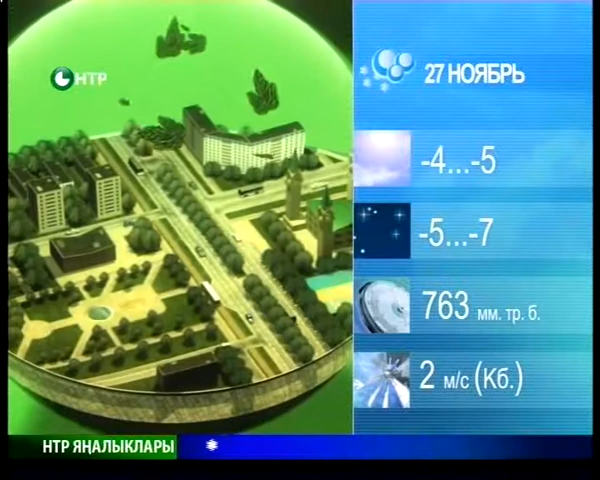 НТР
27 НОЯБРЬ
-4...-5
-5...-7
763 мм. тр. б.
2 м/с (Кб.)
НТР ЯҢАЛЫКЛАРЫ